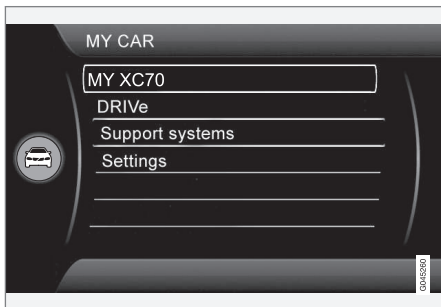 MY CAR
MY XC70
DRIVe
Support systems
Settings
G045260